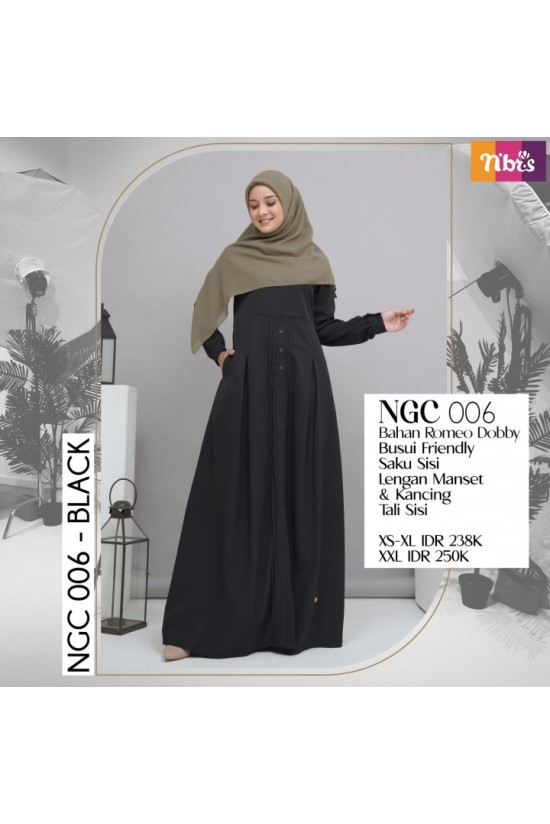 Nibr's
NGC 006
Bahan Romeo Dobby
Busui Friendly
Saku Sisi
Lengan Manset
& Kancing
Tali Sisi
XS-XL IDR 238K
XXL IDR 250K
NGC 006 - BLACK